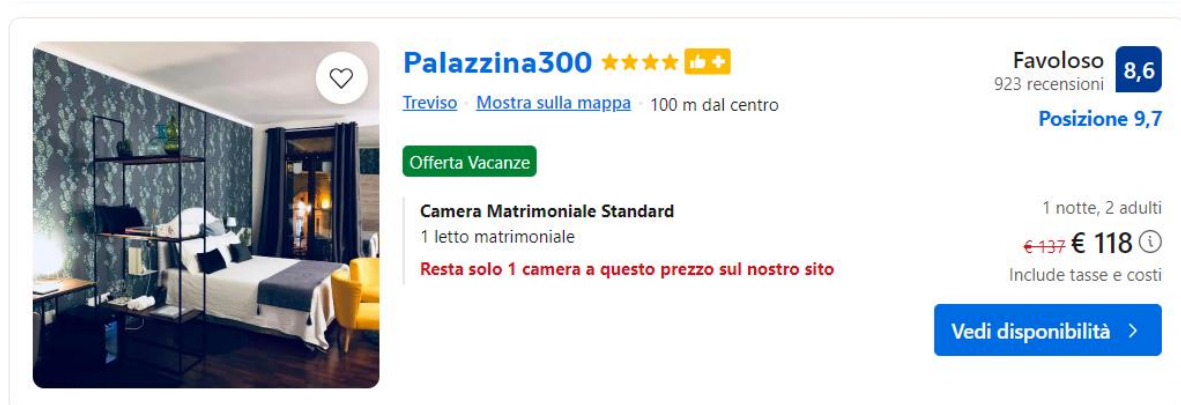 Palazzina300
Treviso Mostra sulla mappa 100 m dal centro
Offerta Vacanze
Camera Matrimoniale Standard
1 letto matrimoniale
Resta solo 1 camera a questo prezzo sul nostro sito
Favoloso
923 recensioni
8,6
Posizione 9,7
1 notte, 2 adulti
€ 137 € 118
Include tasse e costi
Vedi disponibilità